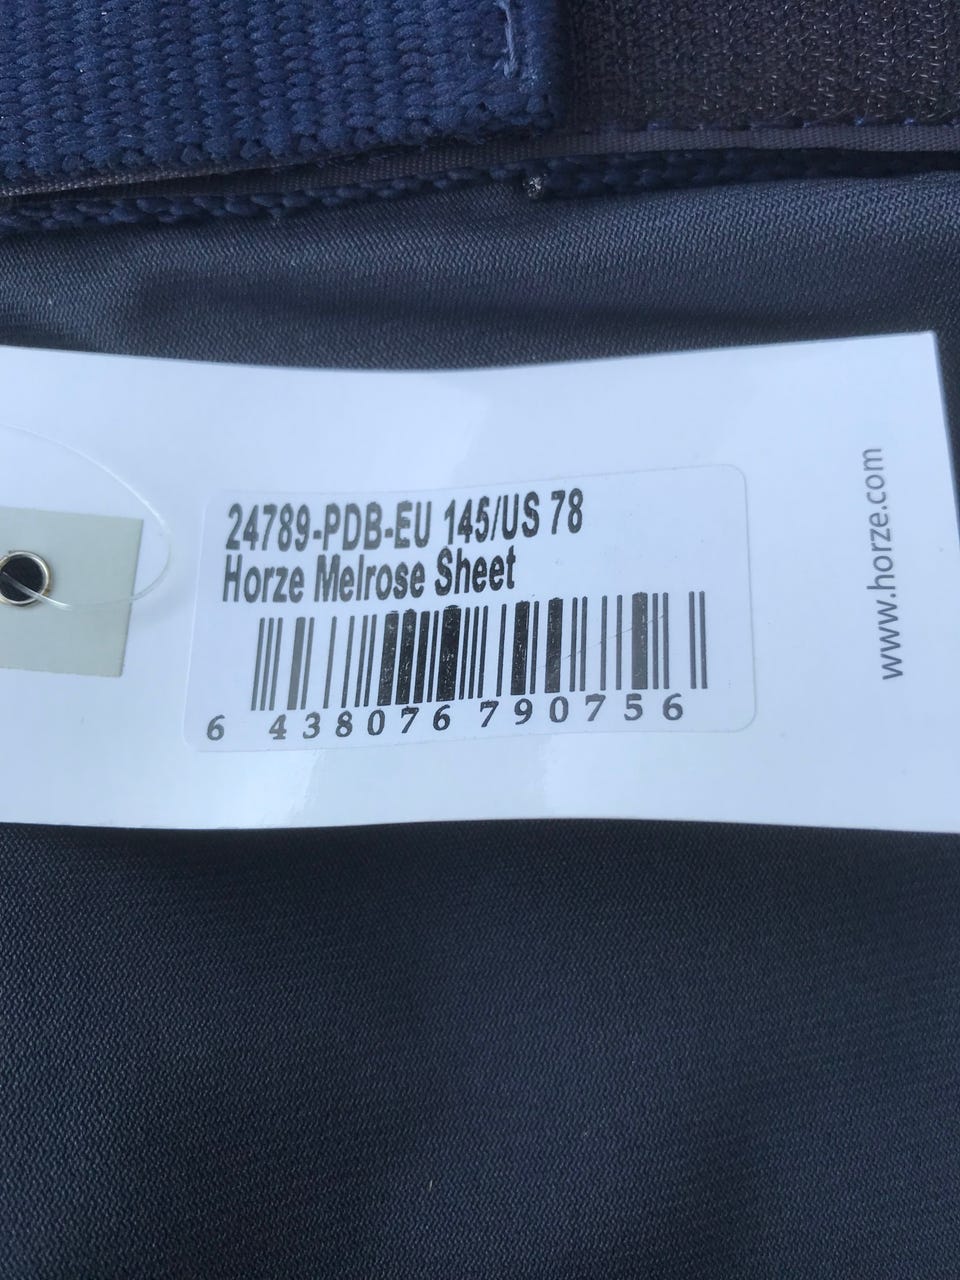 24789-PDB-EU 145/US 78
Horze Melrose Sheet
6 438076 790756
www.horze.com